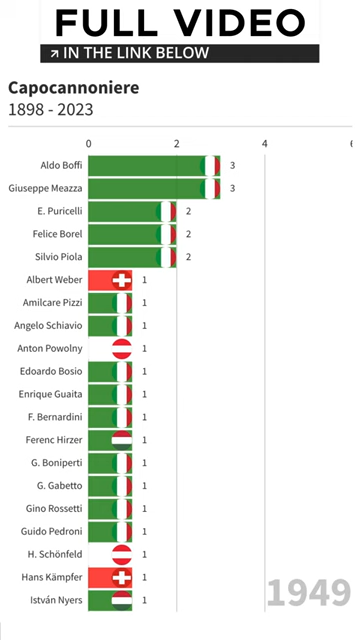 FULL VIDEO
↗ IN THE LINK BELOW
Capocannoniere
1898 - 2023
0 2 4 6
Aldo Boffi 3
Giuseppe Meazza 3
E. Puricelli 2
Felice Borel 2
Silvio Piola 2
Albert Weber 1
Amilcare Pizzi 1
Angelo Schiavio 1
Anton Powolny 1
Edoardo Bosio 1
Enrique Guaita 1
F. Bernardini 1
Ferenc Hirzer 1
G. Boniperti 1
G. Gabetto 1
Gino Rossetti 1
Guido Pedroni 1
H. Schönfeld 1
Hans Kämpfer 1
István Nyers 1
1949